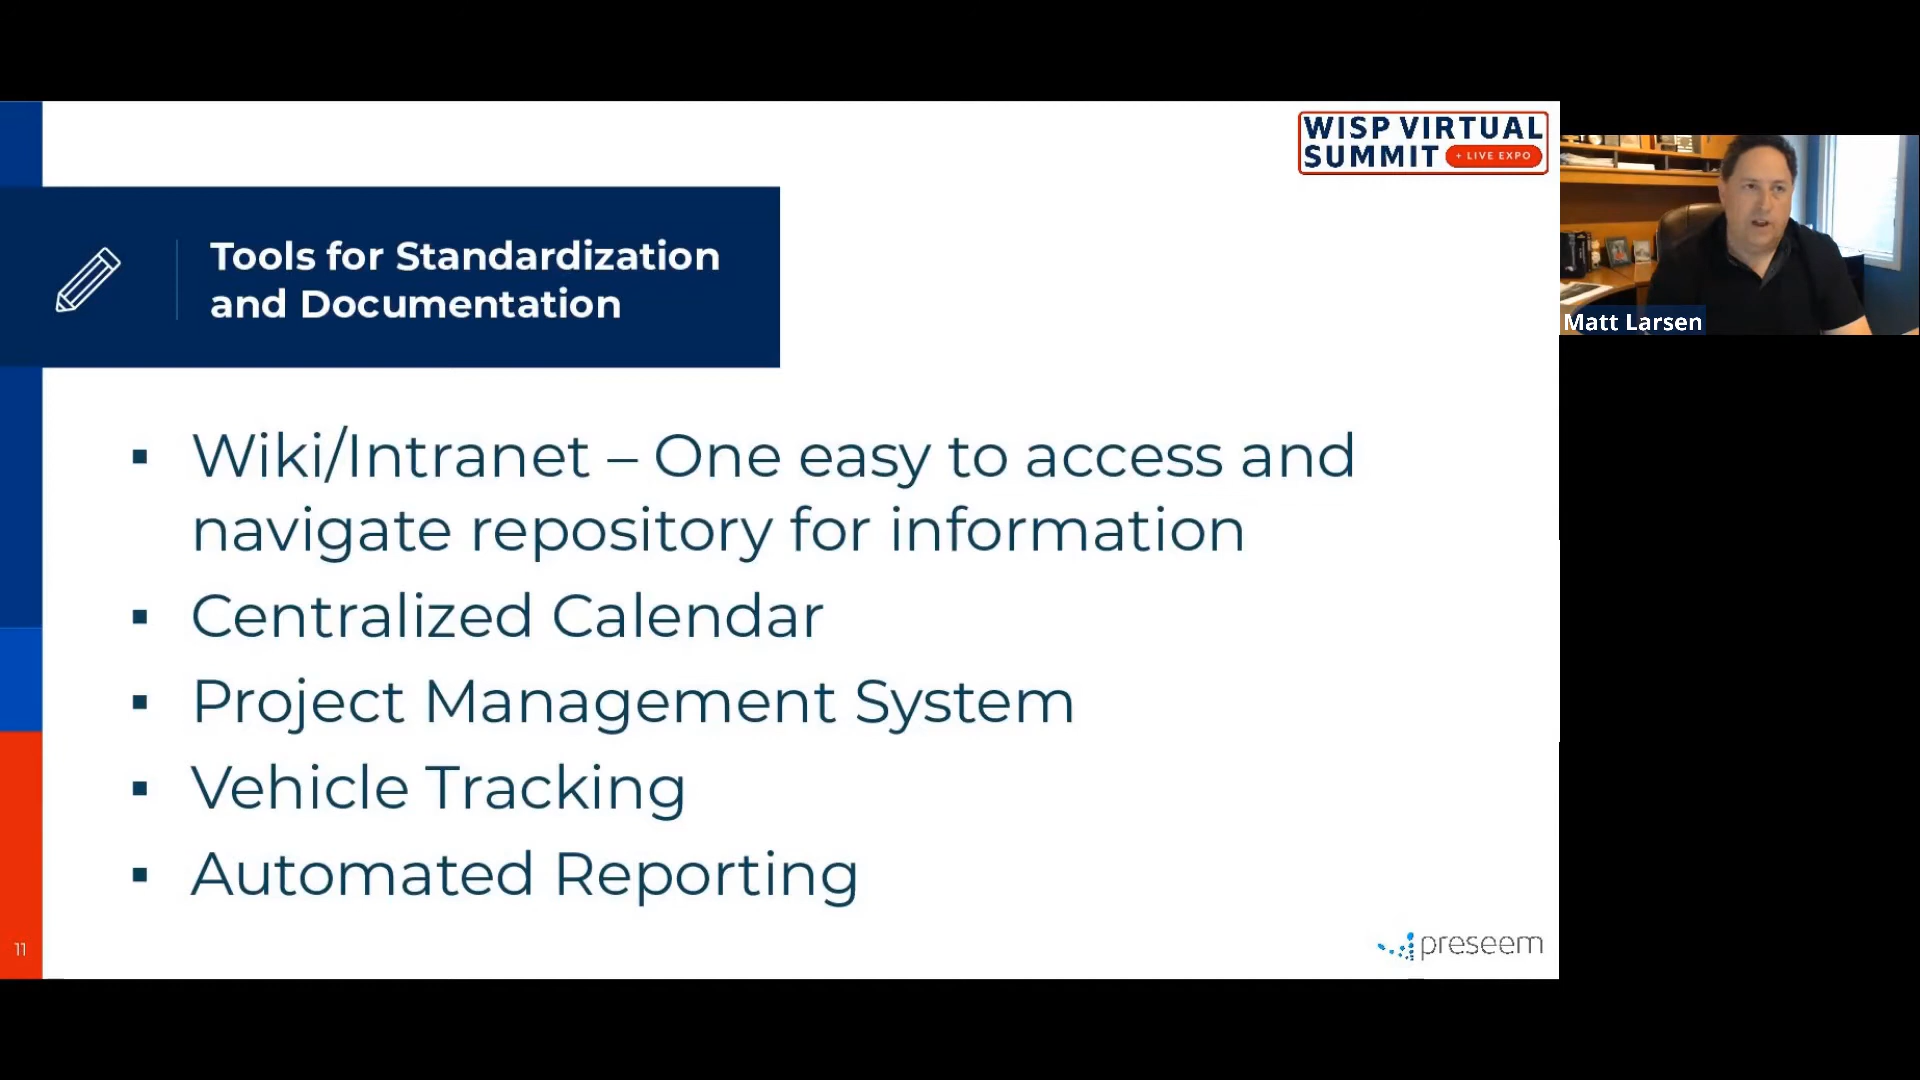 WISP VIRTUAL
SUMMIT + LIVE EXPO
Tools for Standardization
and Documentation
Matt Larsen
▪ Wiki/Intranet – One easy to access and
navigate repository for information
▪ Centralized Calendar
▪ Project Management System
▪ Vehicle Tracking
▪ Automated Reporting
11
preseem